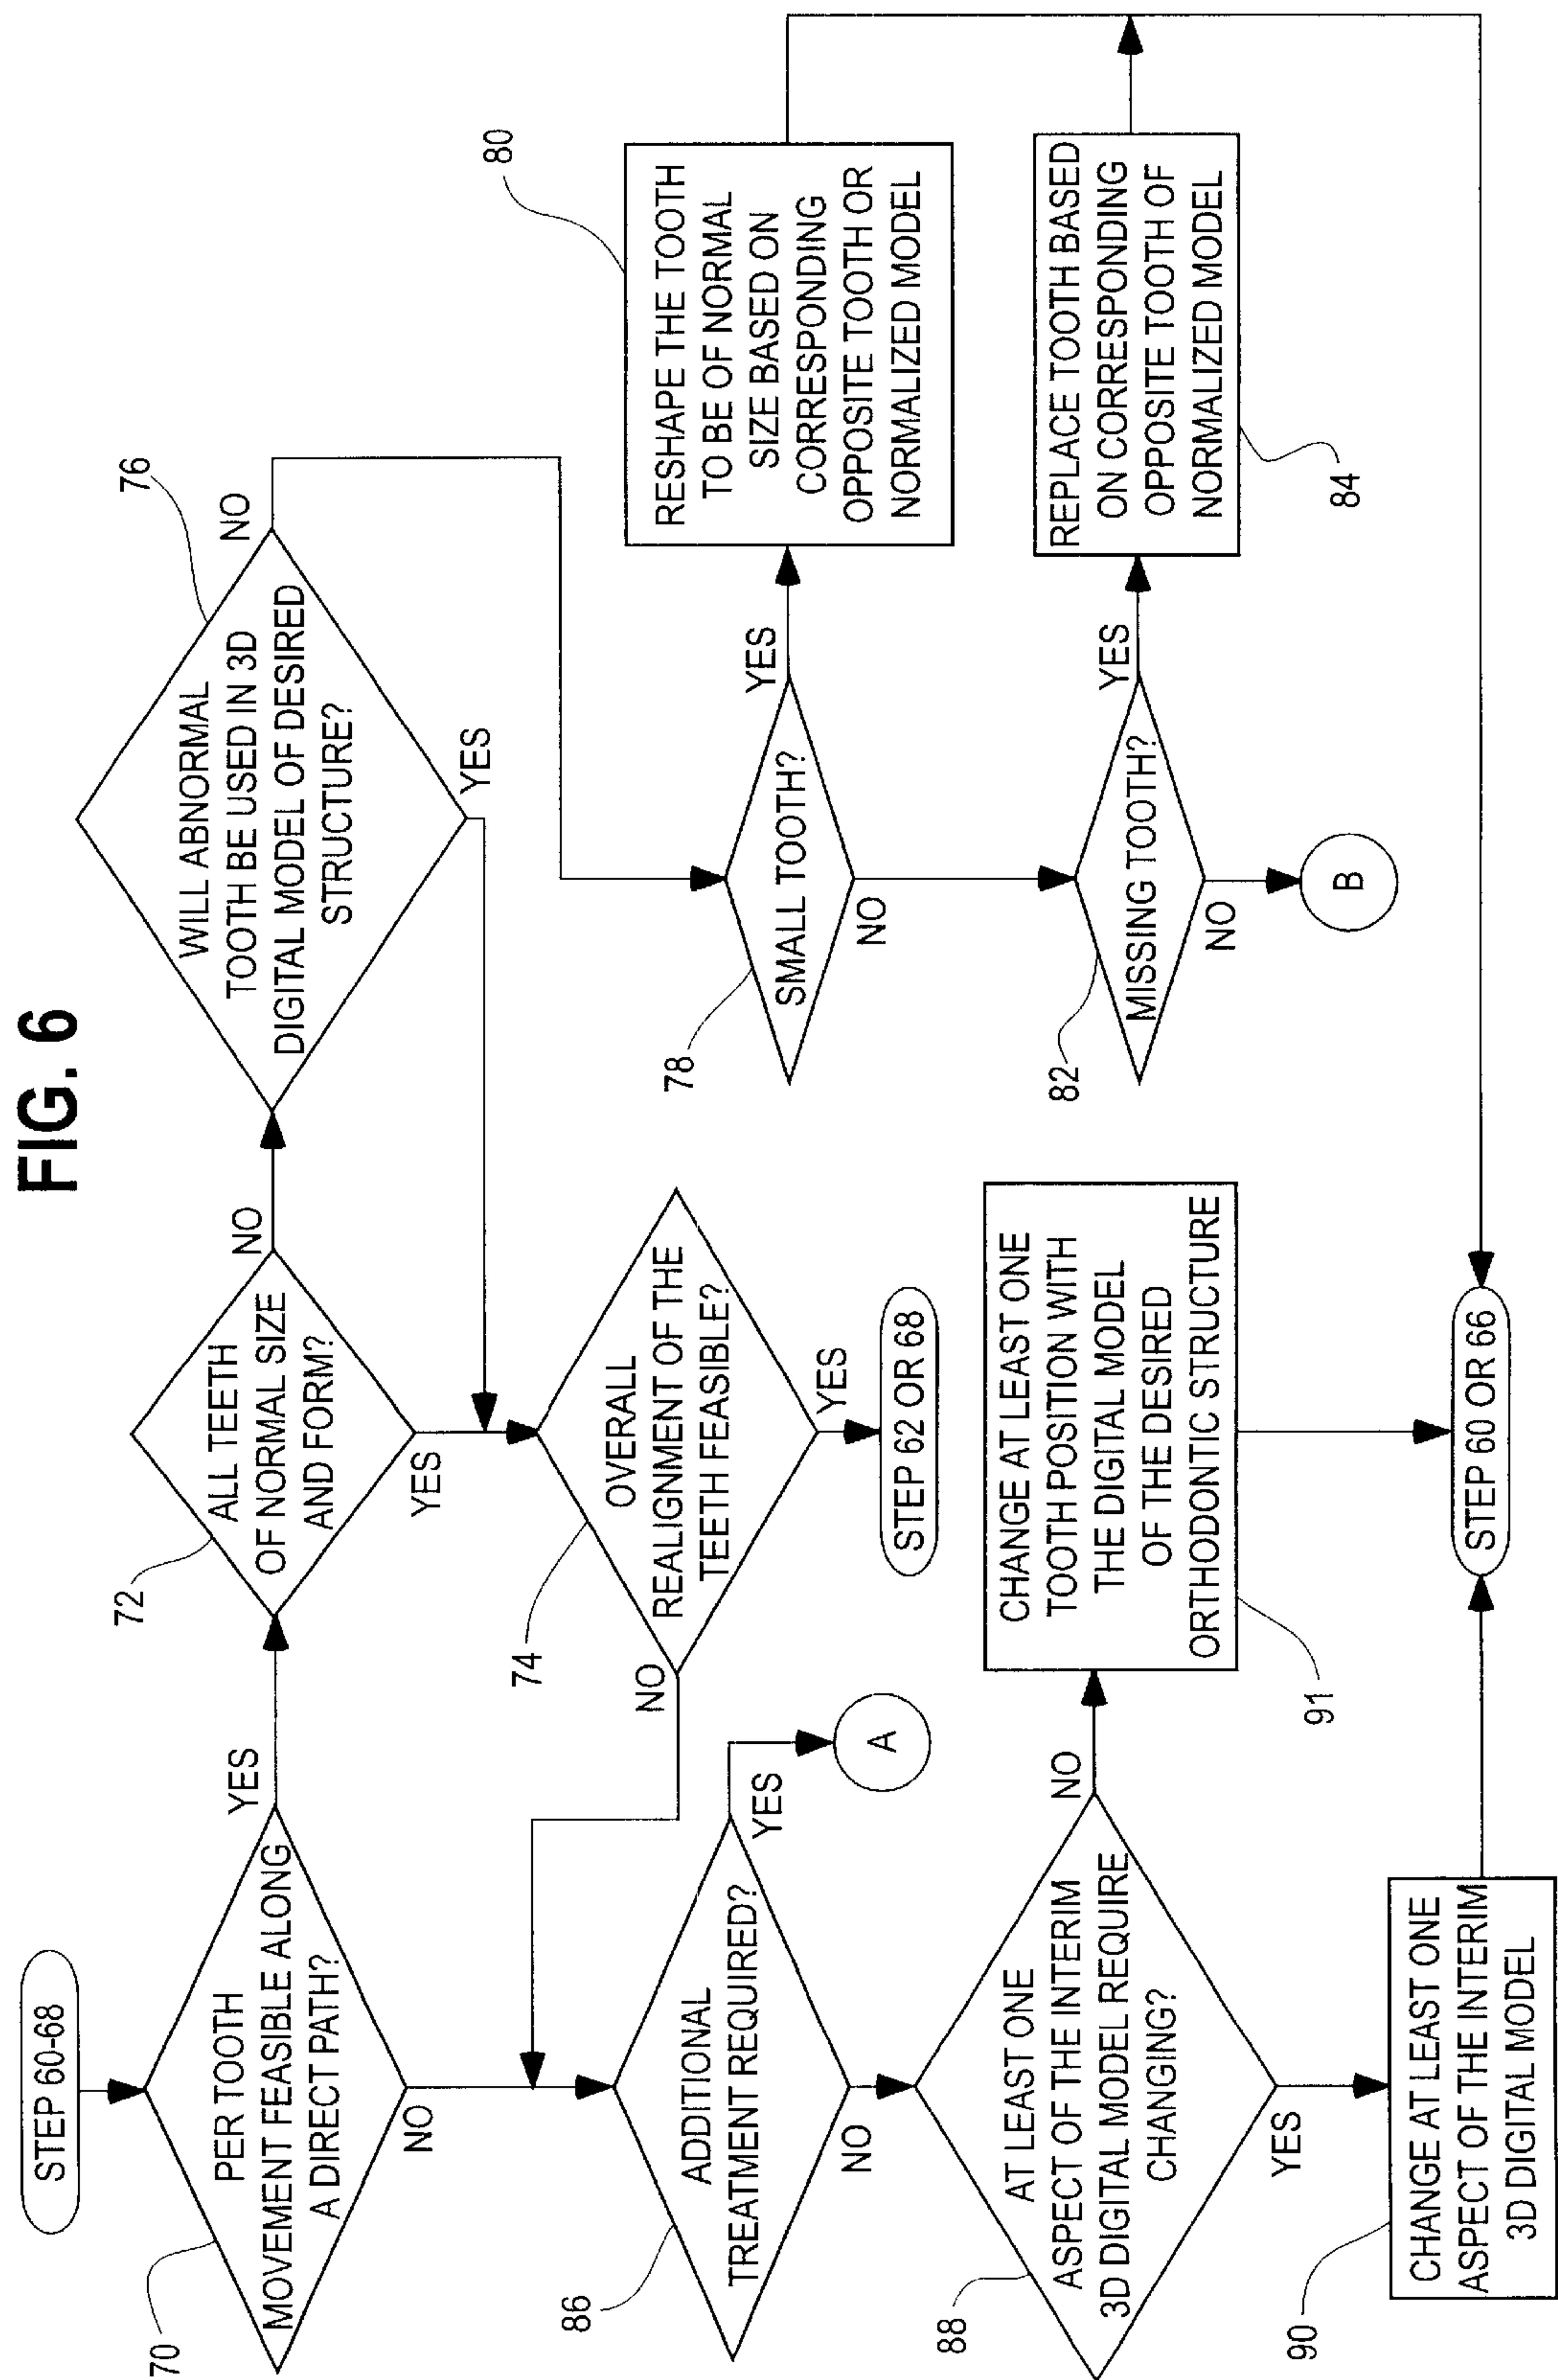 FIG. 6
STEP 60-68
70
PER TOOTH
MOVEMENT FEASIBLE ALONG
A DIRECT PATH?
YES
NO
72
ALL TEETH
OF NORMAL SIZE
AND FORM?
NO
YES
76
WILL ABNORMAL
TOOTH BE USED IN 3D
DIGITAL MODEL OF DESIRED
STRUCTURE?
NO
YES
74
OVERALL
REALIGNMENT OF THE
TEETH FEASIBLE?
NO
YES
STEP 62 OR 68
78
SMALL TOOTH?
YES
NO
80
RESHAPE THE TOOTH
TO BE OF NORMAL
SIZE BASED ON
CORRESPONDING
OPPOSITE TOOTH OR
NORMALIZED MODEL
82
MISSING TOOTH?
YES
NO
B
84
REPLACE TOOTH BASED
ON CORRESPONDING
OPPOSITE TOOTH OF
NORMALIZED MODEL
86
ADDITIONAL
TREATMENT REQUIRED?
YES
NO
A
88
AT LEAST ONE
ASPECT OF THE INTERIM
3D DIGITAL MODEL REQUIRE
CHANGING?
NO
YES
91
CHANGE AT LEAST ONE
TOOTH POSITION WITH
THE DIGITAL MODEL
OF THE DESIRED
ORTHODONTIC STRUCTURE
90
CHANGE AT LEAST ONE
ASPECT OF THE INTERIM
3D DIGITAL MODEL
STEP 60 OR 66